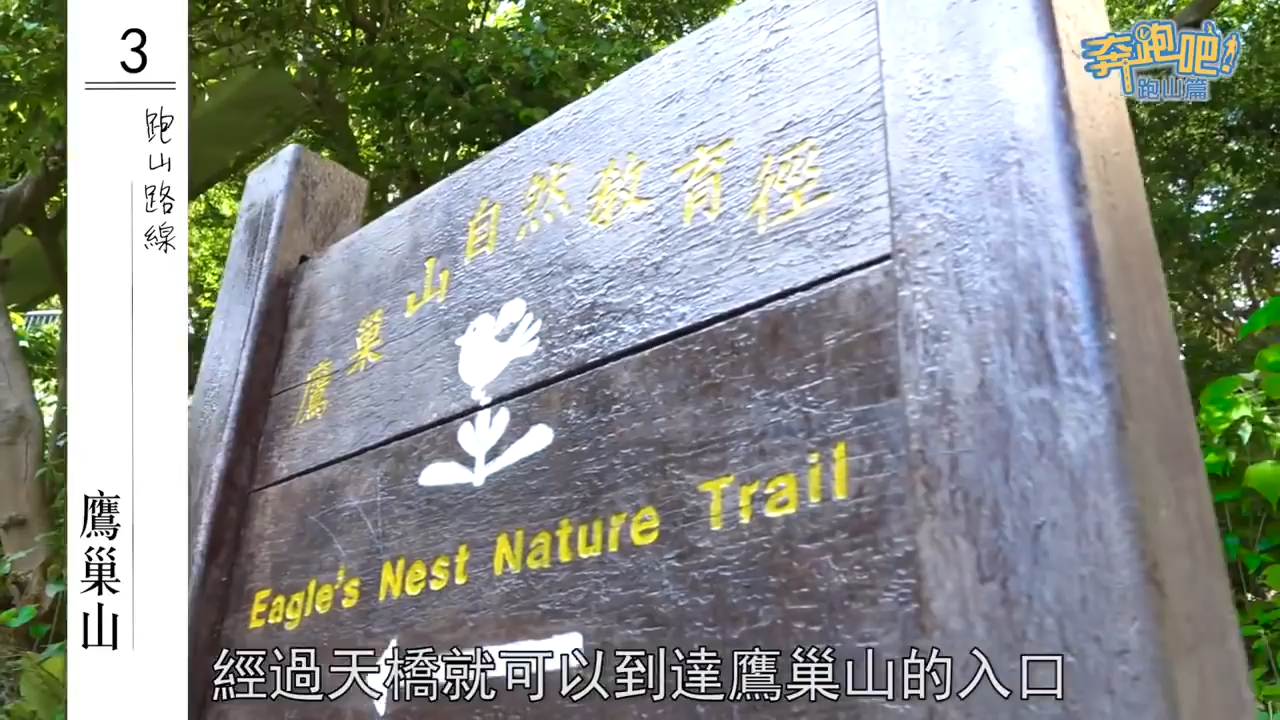 3
跑山路線
鷹巢山
奔跑吧!
跑山篇
鷹巢山自然教育徑
Eagle's Nest Nature Trail
經過天橋就可以到達鷹巢山的入口